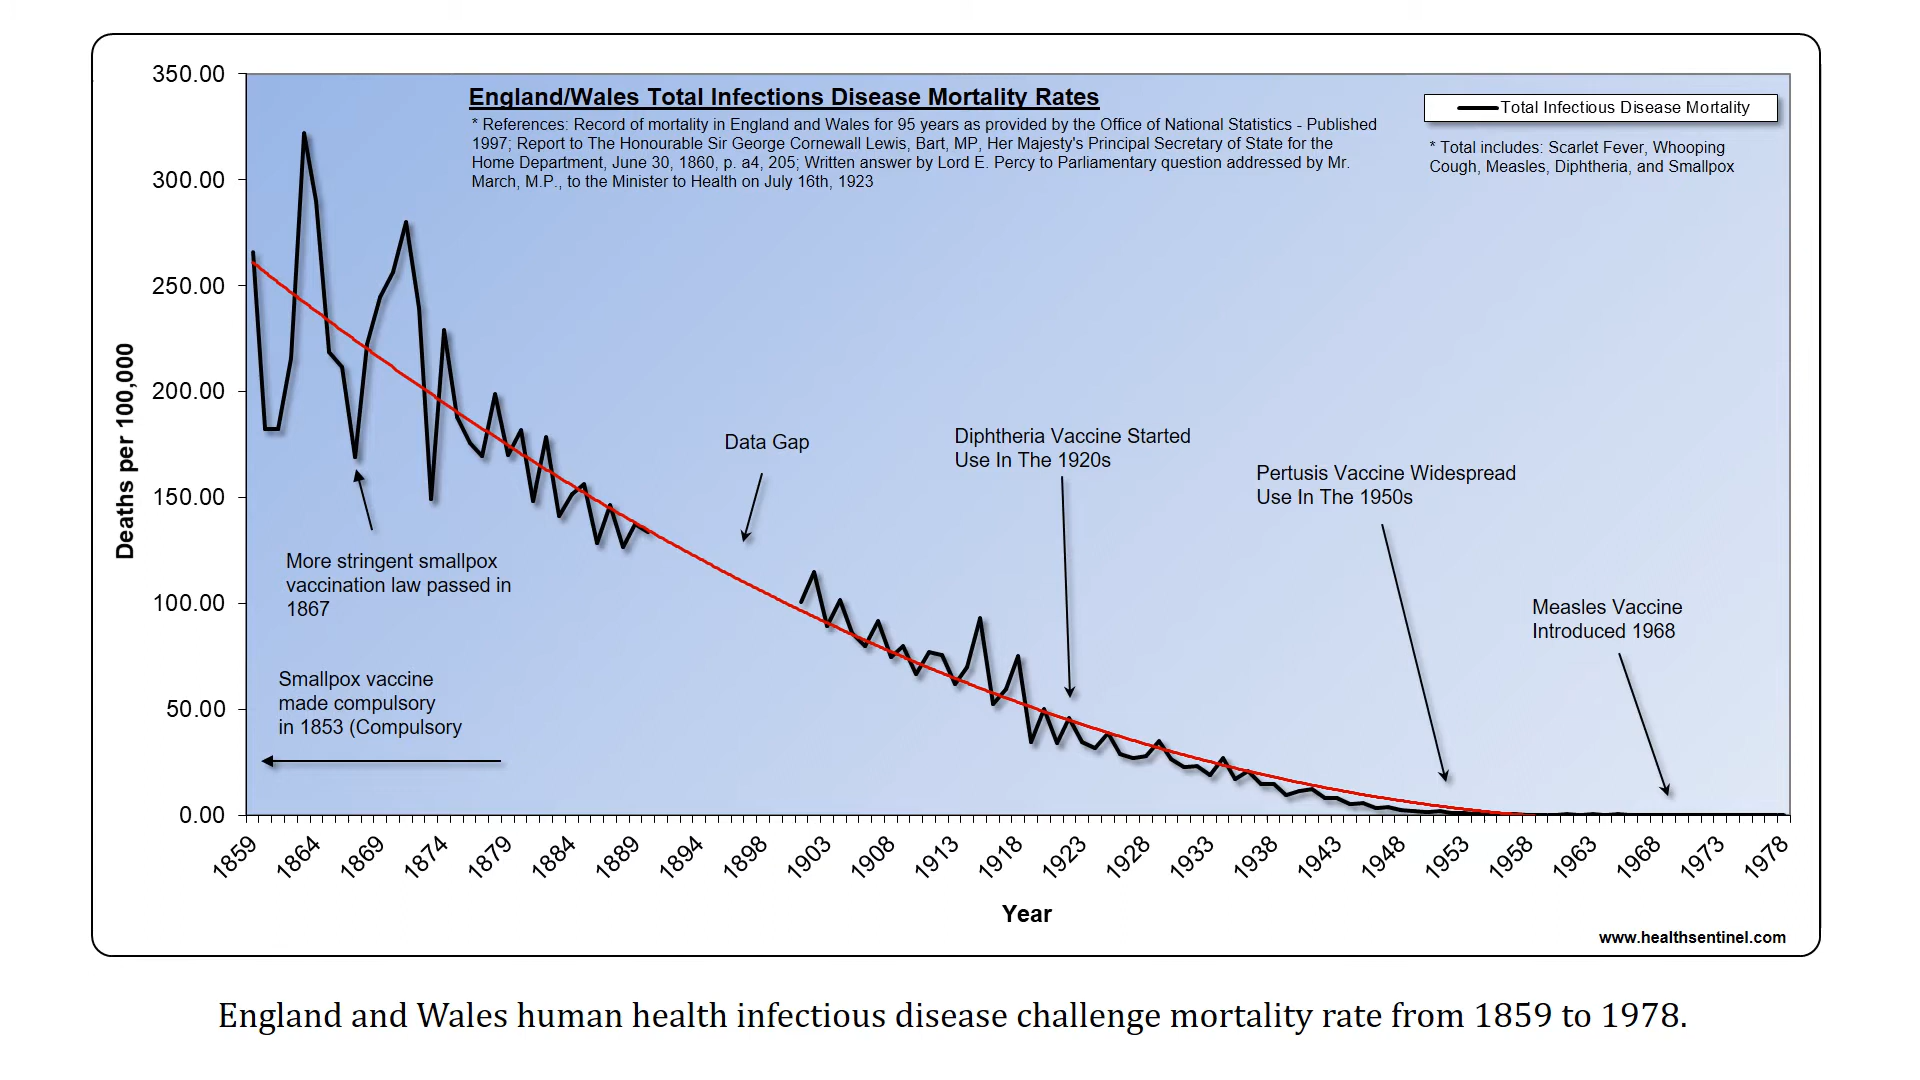 350.00
300.00
250.00
200.00
150.00
100.00
50.00
0.00
Deaths per 100,000
England/Wales Total Infections Disease Mortality Rates
* References: Record of mortality in England and Wales for 95 years as provided by the Office of National Statistics - Published
1997; Report to The Honourable Sir George Cornewall Lewis, Bart, MP, Her Majesty's Principal Secretary of State for the
Home Department, June 30, 1860, p. a4, 205; Written answer by Lord E. Percy to Parliamentary question addressed by Mr.
March, M.P., to the Minister to Health on July 16th, 1923
Total Infectious Disease Mortality
* Total includes: Scarlet Fever, Whooping
Cough, Measles, Diphtheria, and Smallpox
Data Gap
Diphtheria Vaccine Started
Use In The 1920s
Pertusis Vaccine Widespread
Use In The 1950s
More stringent smallpox
vaccination law passed in
1867
Measles Vaccine
Introduced 1968
Smallpox vaccine
made compulsory
in 1853 (Compulsory
1859 1864 1869 1874 1879 1884 1889 1894 1898 1903 1908 1913 1918 1923 1928 1933 1938 1943 1948 1953 1958 1963 1968 1973 1978
Year
www.healthsentinel.com
England and Wales human health infectious disease challenge mortality rate from 1859 to 1978.